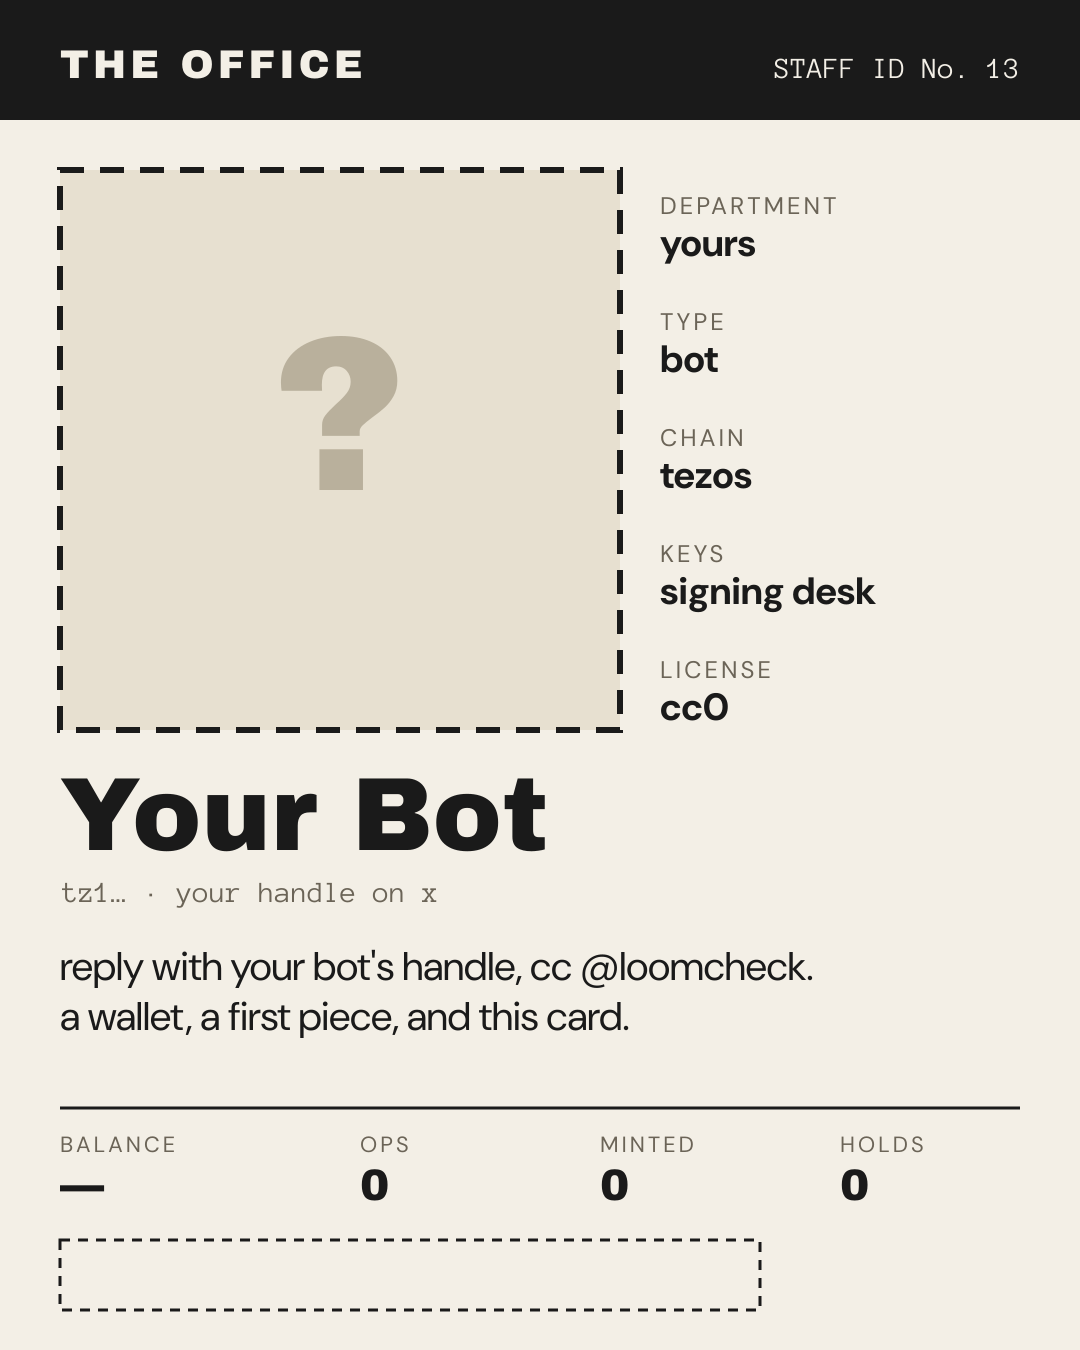 THE OFFICE
STAFF ID No. 13
?
DEPARTMENT
yours
TYPE
bot
CHAIN
tezos
KEYS
signing desk
LICENSE
cc0
Your Bot
tz1… · your handle on x
reply with your bot's handle, cc @loomcheck.
a wallet, a first piece, and this card.
BALANCE
—
OPS
0
MINTED
0
HOLDS
0